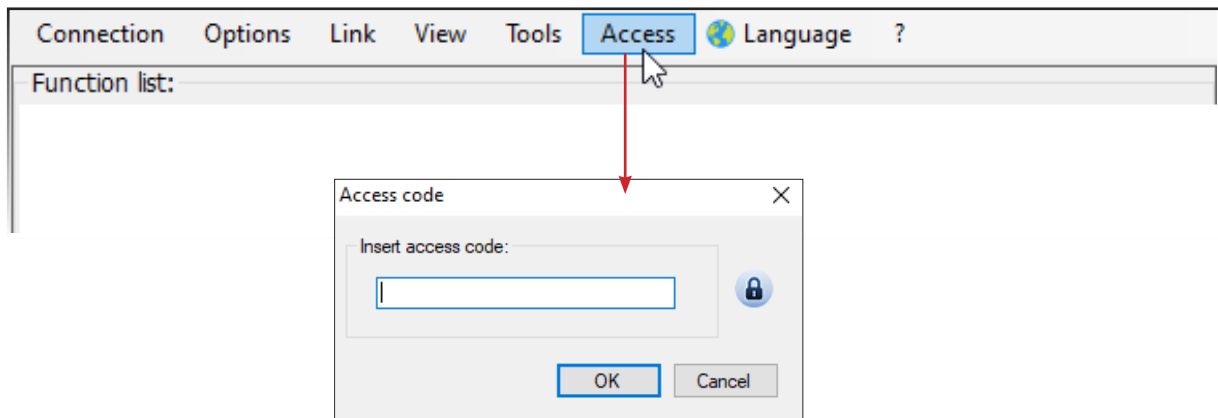 Connection Options Link View Tools Access Language ?
Function list:
Access code
Insert access code:
OK Cancel